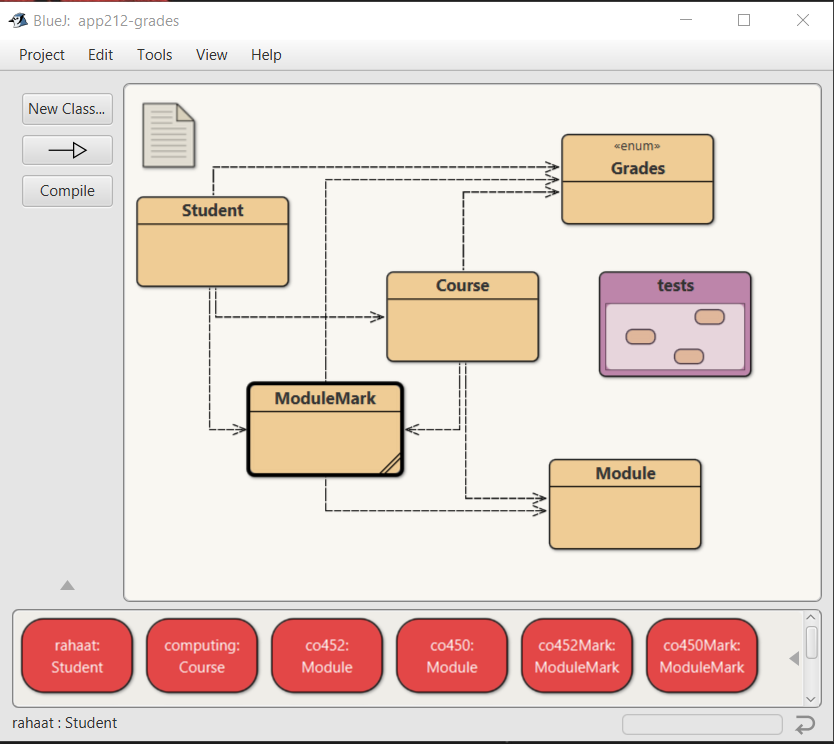 BlueJ: app212-grades
Project Edit Tools View Help
New Class...
Compile
«enum»
Grades
Student
Course
tests
ModuleMark
Module
rahaat:
Student
computing:
Course
co452:
Module
co450:
Module
co452Mark:
ModuleMark
co450Mark:
ModuleMark
rahaat : Student